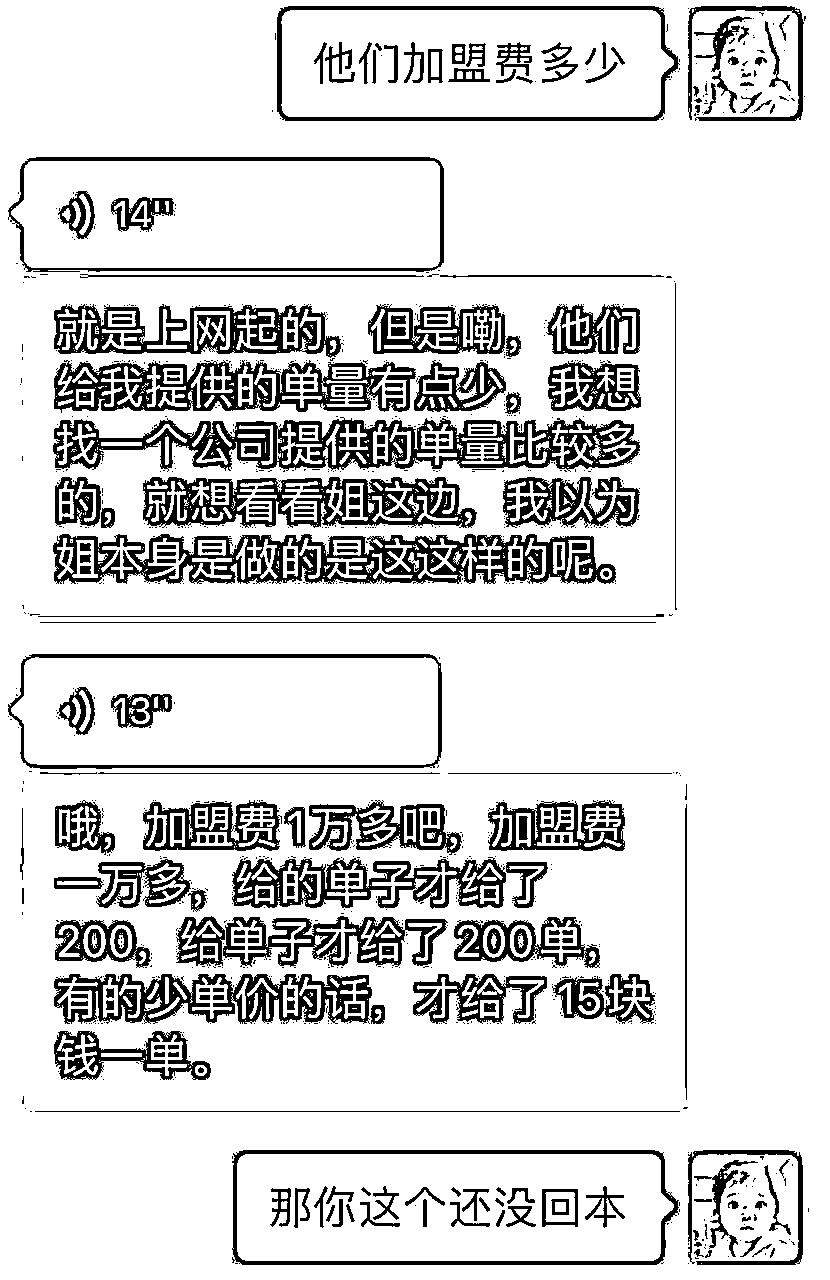 他们加盟费多少
14"
就是上网起的，但是嘞，他们
给我提供的单量有点少，我想
找一个公司提供的单量比较多
的，就想看看姐这边，我以为
姐本身是做的是这这样的呢。
13"
哦，加盟费1万多吧，加盟费
一万多，给的单子才给了
200，给单子才给了200单，
有的少单价的话，才给了15块
钱一单。
那你这个还没回本